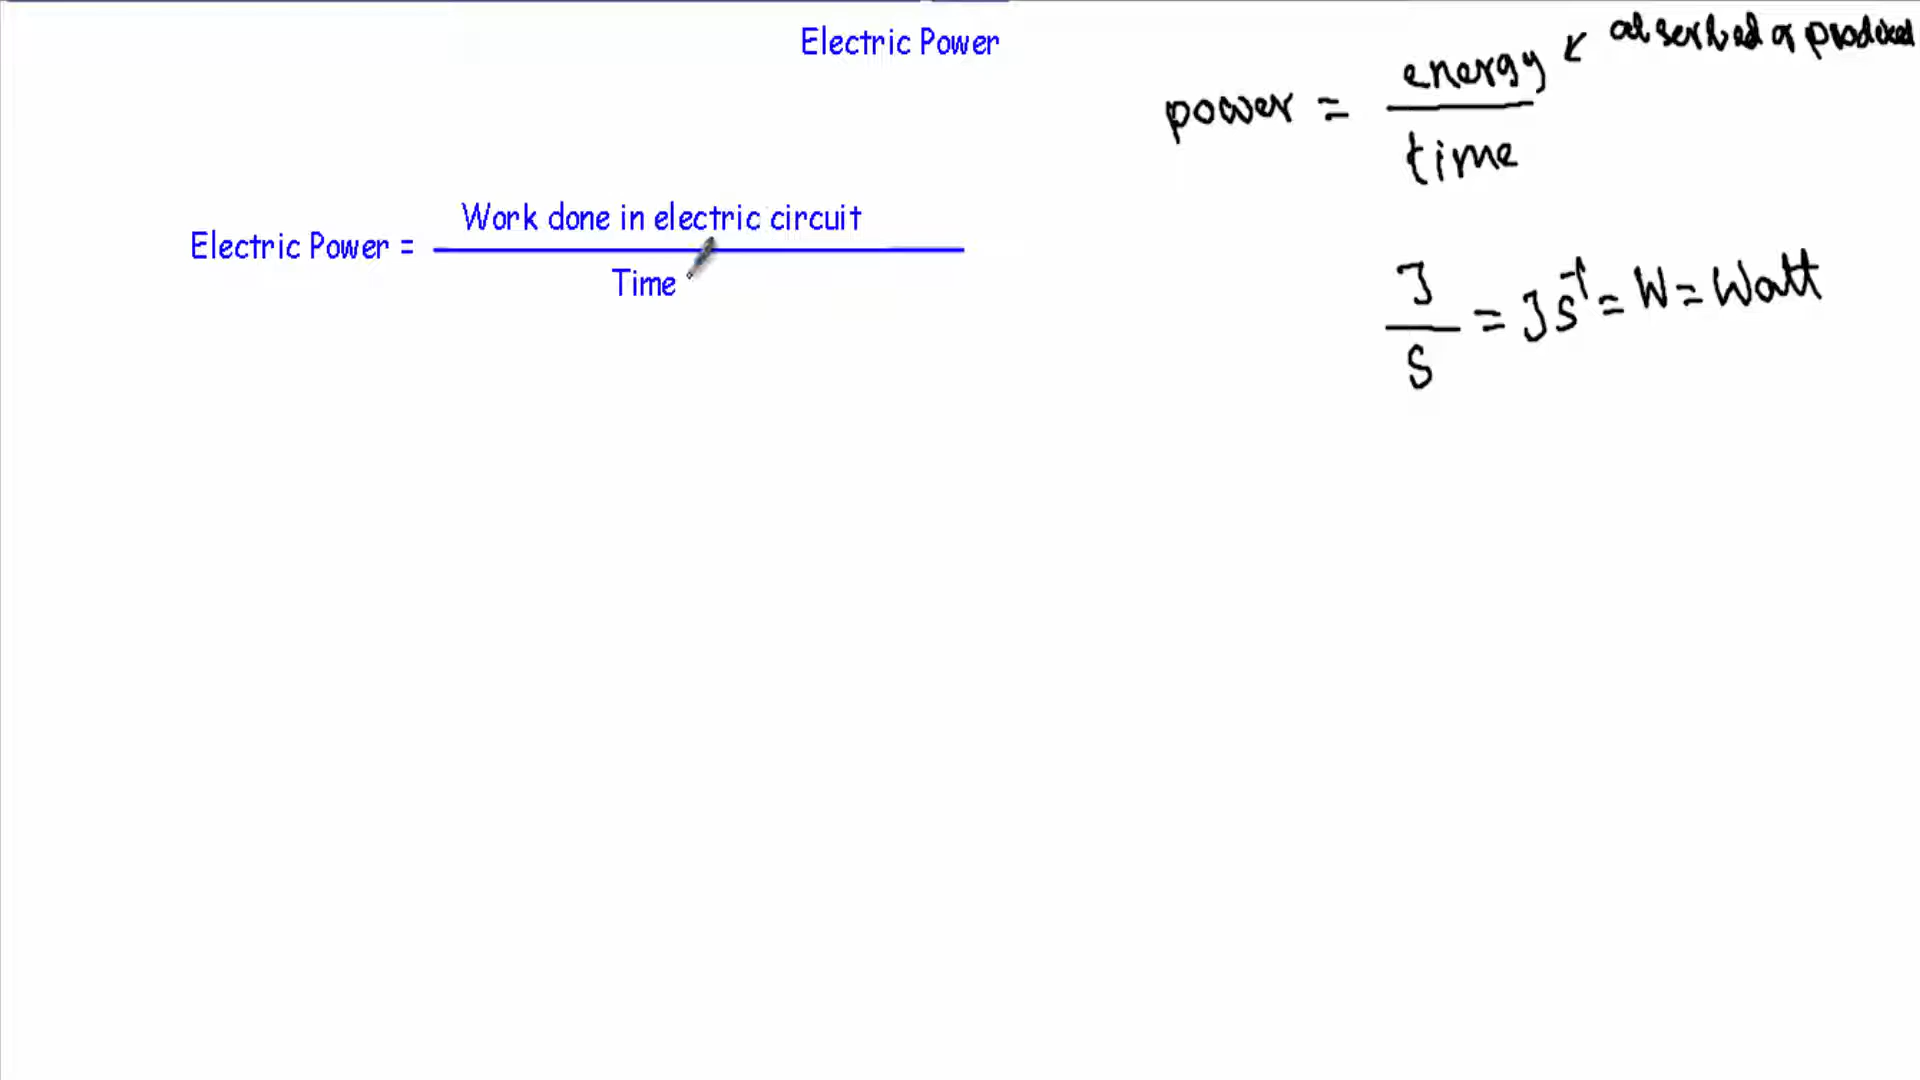 Electric Power
Electric Power = Work done in electric circuit / Time
power = energy / time ← absorbed or produced
J / S = J S⁻¹ = W = Watt